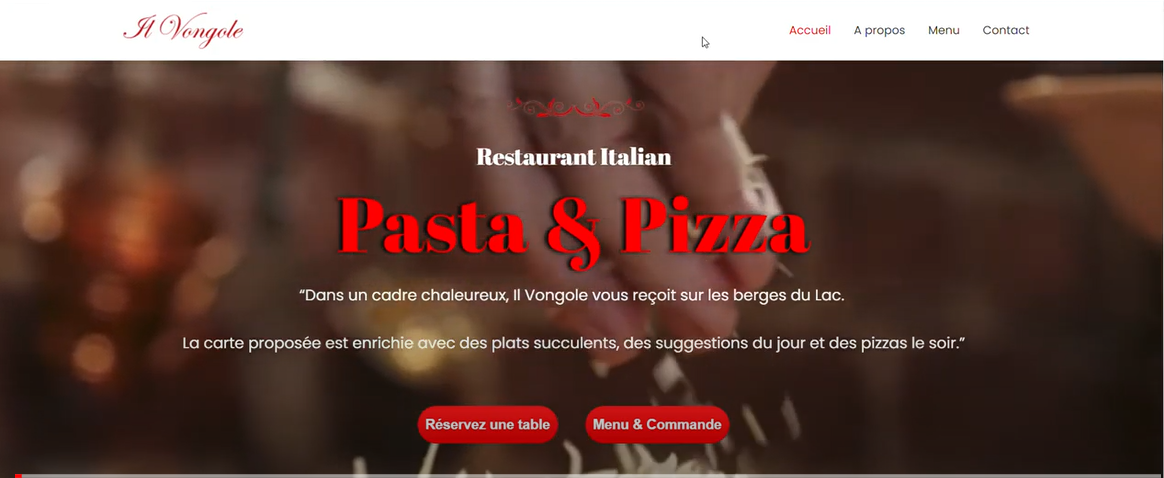 Il Vongole
Accueil A propos Menu Contact
Restaurant Italian
Pasta & Pizza
“Dans un cadre chaleureux, Il Vongole vous reçoit sur les berges du Lac.
La carte proposée est enrichie avec des plats succulents, des suggestions du jour et des pizzas le soir.”
Réservez une table Menu & Commande